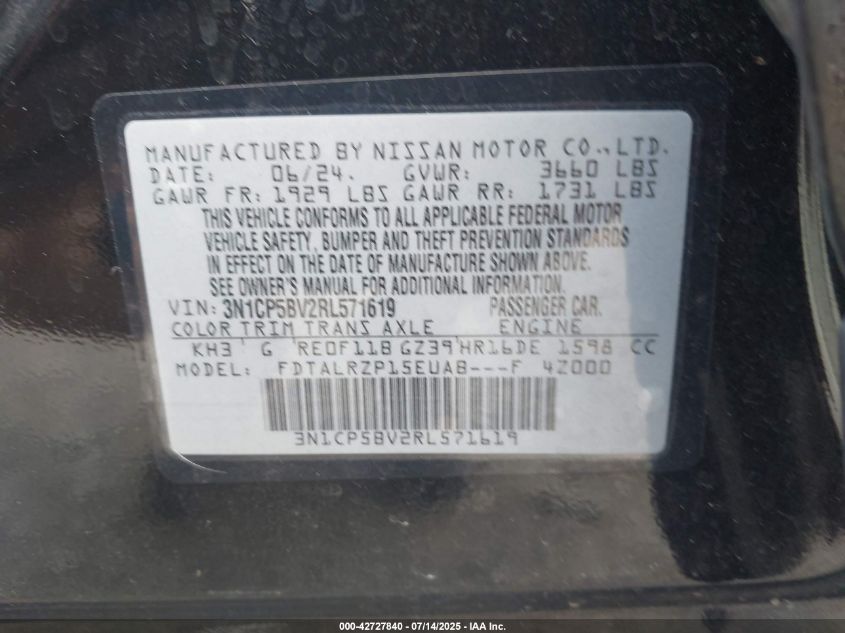 MANUFACTURED BY NISSAN MOTOR CO., LTD.
DATE: 06/24. GVWR: 3660 LBS
GAWR FR: 1929 LBS GAWR RR: 1731 LBS
THIS VEHICLE CONFORMS TO ALL APPLICABLE FEDERAL MOTOR
VEHICLE SAFETY, BUMPER AND THEFT PREVENTION STANDARDS
IN EFFECT ON THE DATE OF MANUFACTURE SHOWN ABOVE.
SEE OWNER'S MANUAL FOR ADDITIONAL INFORMATION.
VIN: 3N1CP5BV2RL571619 PASSENGER CAR.
COLOR TRIM TRANS AXLE ENGINE
KH3 G RE0F11B GZ39 HR16DE 1598 CC
MODEL: FDTALRZP15EUAB---F 4Z000
3N1CP5BV2RL571619
000-42727840 - 07/14/2025 - IAA Inc.